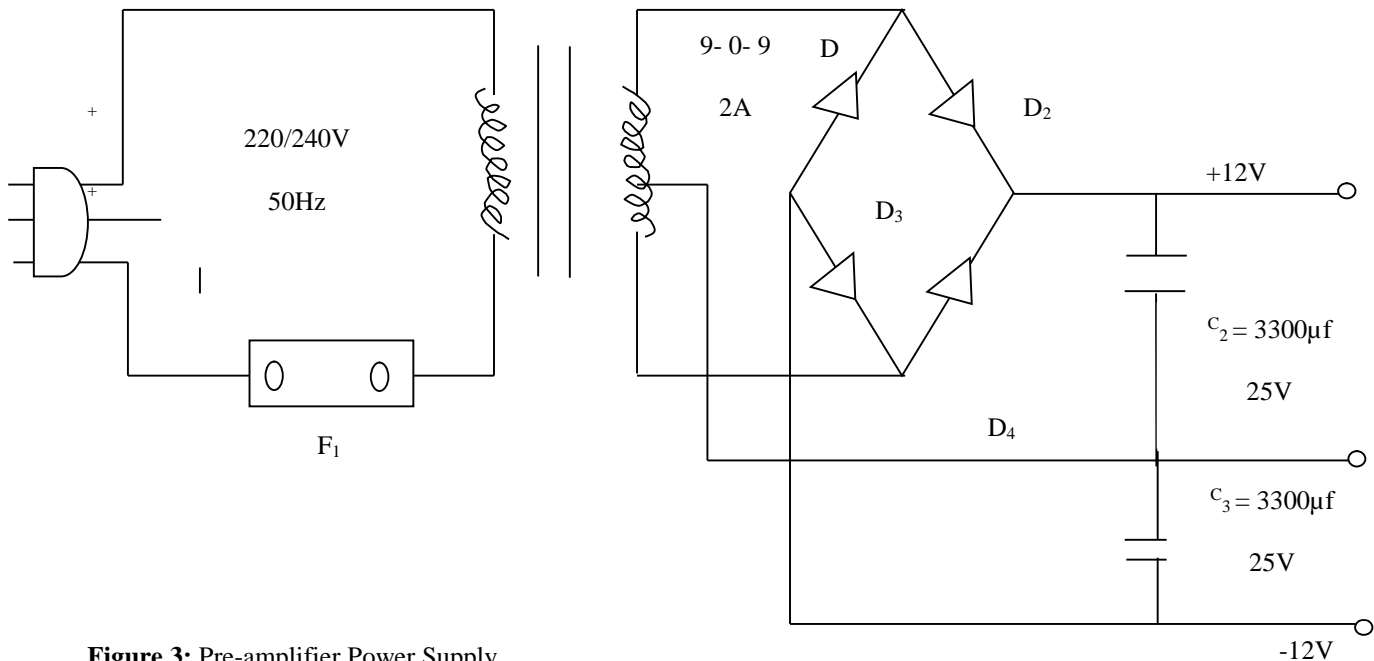 9- 0- 9
D
2A
D₂
+
220/240V
+
50Hz
+12V
D₃
C₂ = 3300µf
25V
D₄
F₁
C₃ = 3300µf
25V
-12V
Figure 3: Pre-amplifier Power Supply